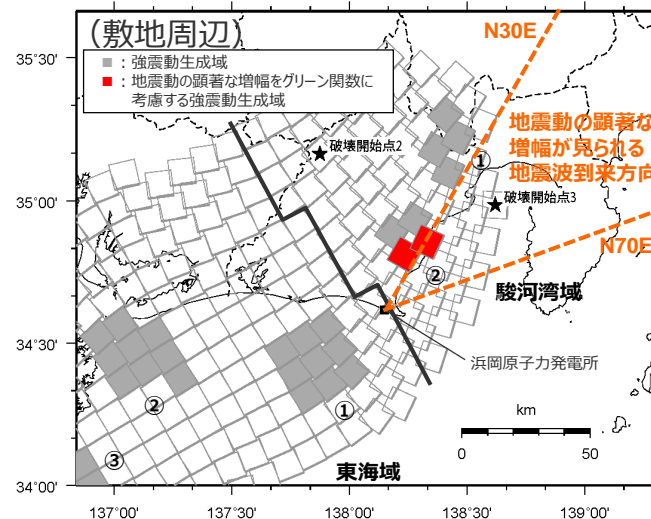 （敷地周辺）
■：強震動生成域
■：地震動の顕著な増幅をグリーン関数に
考慮する強震動生成域
N30E
地震動の顕著な
増幅が見られる
地震波到来方向
①
破壊開始点2
破壊開始点3
N70E
②
駿河湾域
浜岡原子力発電所
②
①
③
東海域
km
0
50
35°30'
35°00'
34°30'
34°00'
137°00'
137°30'
138°00'
138°30'
139°00'